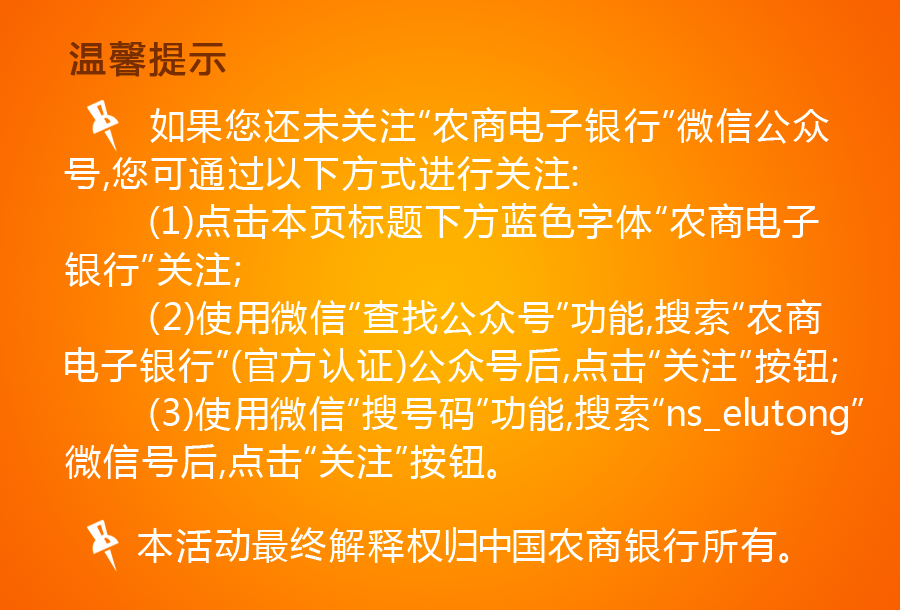 温馨提示
如果您还未关注"农商电子银行"微信公众
号,您可通过以下方式进行关注:
(1)点击本页标题下方蓝色字体"农商电子
银行"关注;
(2)使用微信"查找公众号"功能,搜索"农商
电子银行"(官方认证)公众号后,点击"关注"按钮;
(3)使用微信"搜号码"功能,搜索"ns_elutong"
微信号后,点击"关注"按钮。
本活动最终解释权归中国农商银行所有。